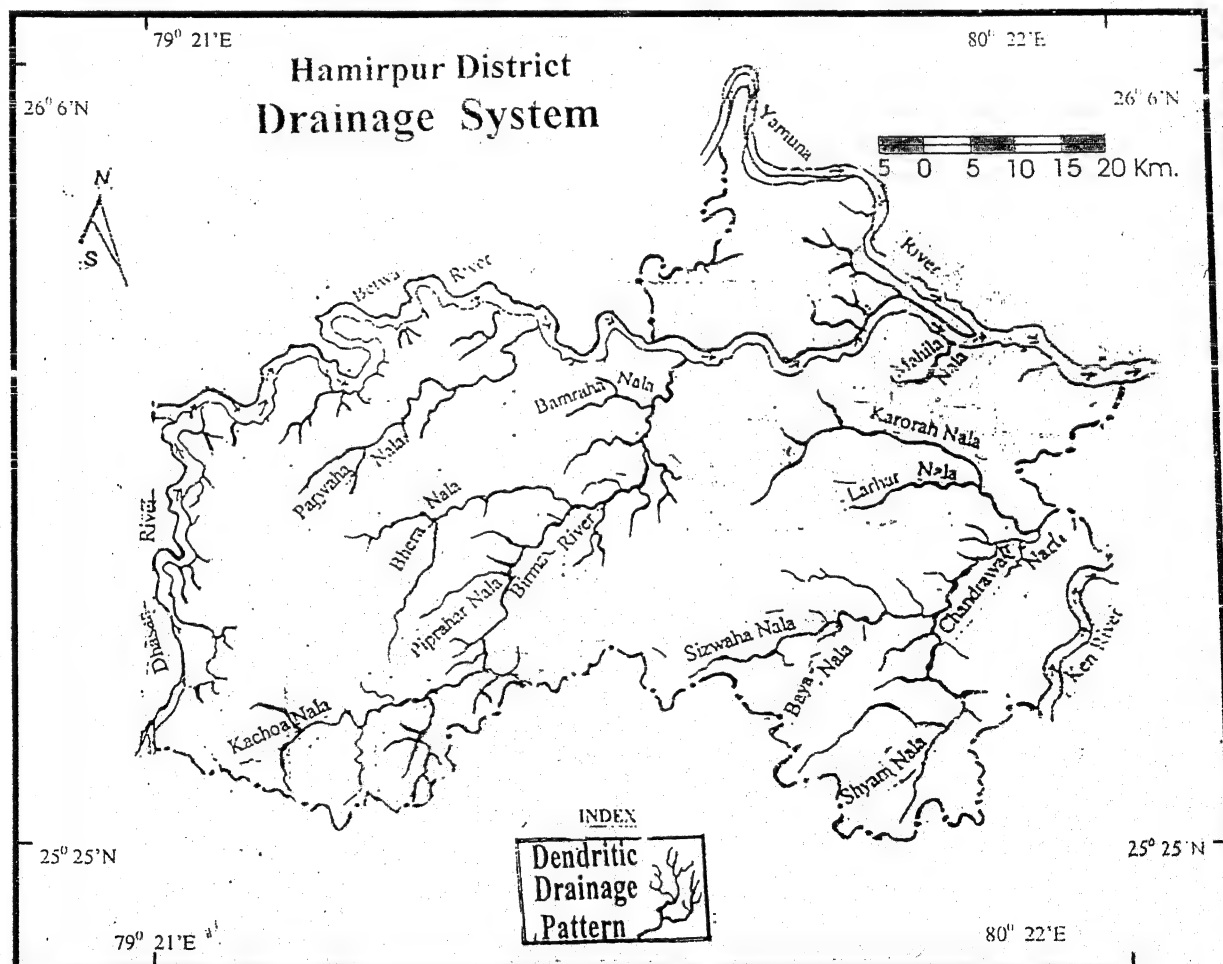 79° 21'E
80° 22'E
Hamirpur District
Drainage System
26° 6'N
26° 6'N
Yamuna
River
5 0 5 10 15 20 Km.
N
S
Betwa River
Mahila Nala
Bamraha Nala
Karorah Nala
Parwaha Nala
Larhar Nala
Bhera Nala
River
Dhasan
Birma River
Chandrawati Nadi
Piprahar Nala
Sizwaha Nala
Baya Nala
Ken River
Kachoa Nala
Shyam Nala
INDEX
Dendritic
Drainage
Pattern
25° 25'N
25° 25'N
79° 21'E
80° 22'E